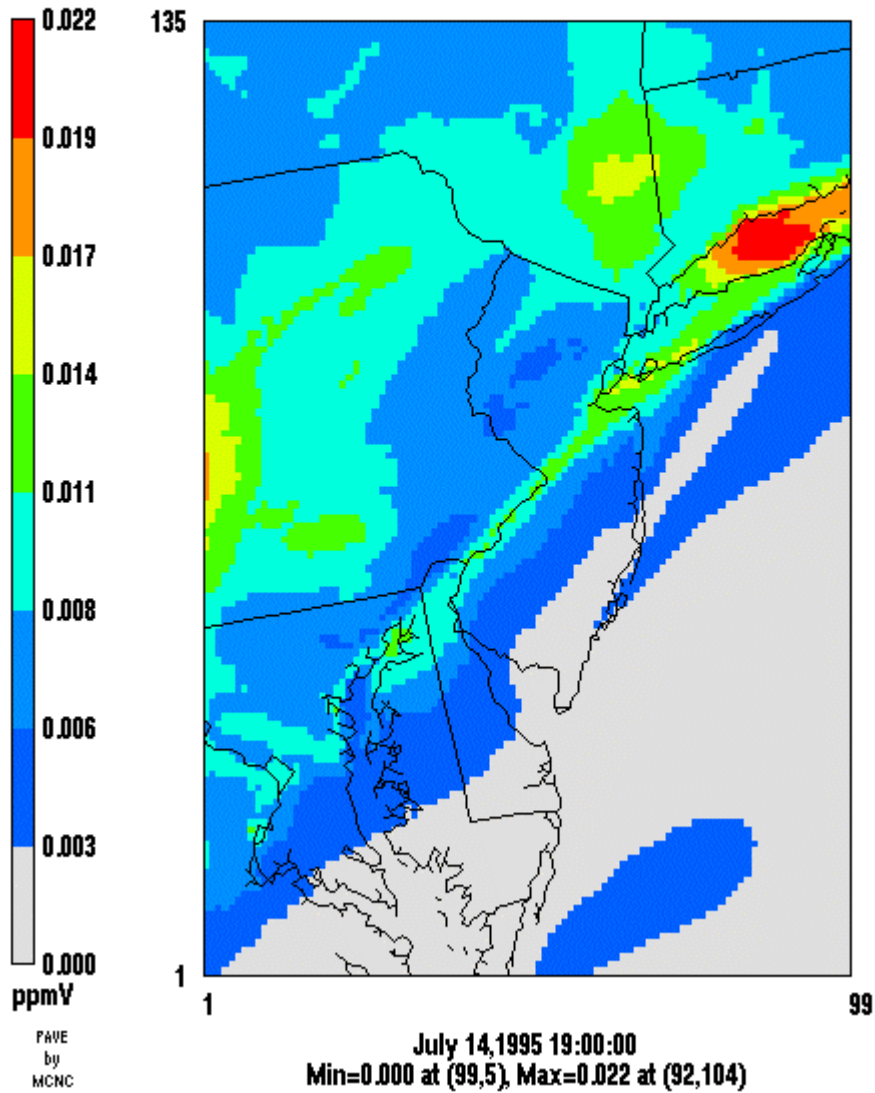 0.022
0.019
0.017
0.014
0.011
0.008
0.006
0.003
0.000
ppmV
PAVE
by
MCNC
135
1
1
99
July 14,1995 19:00:00
Min=0.000 at (99,5), Max=0.022 at (92,104)